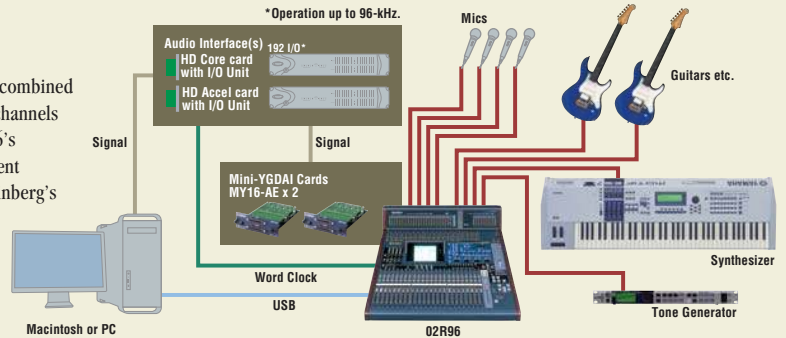 *Operation up to 96-kHz.
Mics
Audio Interface(s)
192 I/O*
HD Core card
with I/O Unit
HD Accel card
with I/O Unit
Guitars etc.
combined
hannels
6's
ent
nberg's
Signal
Signal
Mini-YGDAI Cards
MY16-AE x 2
Synthesizer
Word Clock
USB
Tone Generator
Macintosh or PC
02R96